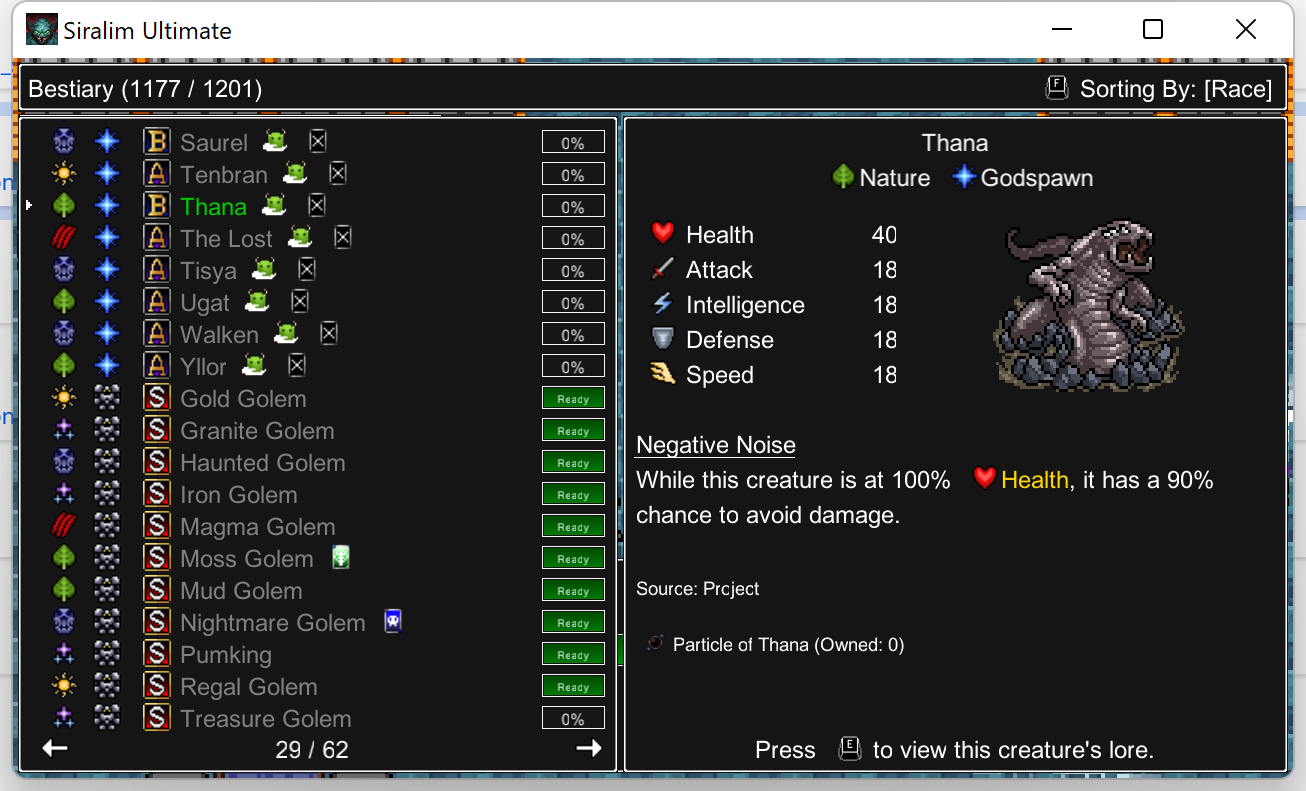 Siralim Ultimate
Bestiary (1177 / 1201)
F Sorting By: [Race]
B Saurel 0%
A Tenbran 0%
B Thana 0%
A The Lost 0%
A Tisya 0%
A Ugat 0%
A Walken 0%
A Yllor 0%
S Gold Golem Ready
S Granite Golem Ready
S Haunted Golem Ready
S Iron Golem Ready
S Magma Golem Ready
S Moss Golem Ready
S Mud Golem Ready
S Nightmare Golem Ready
S Pumking Ready
S Regal Golem Ready
S Treasure Golem 0%
29 / 62
Thana
Nature Godspawn
Health 40
Attack 18
Intelligence 18
Defense 18
Speed 18
Negative Noise
While this creature is at 100% Health, it has a 90%
chance to avoid damage.
Source: Project
Particle of Thana (Owned: 0)
Press E to view this creature's lore.